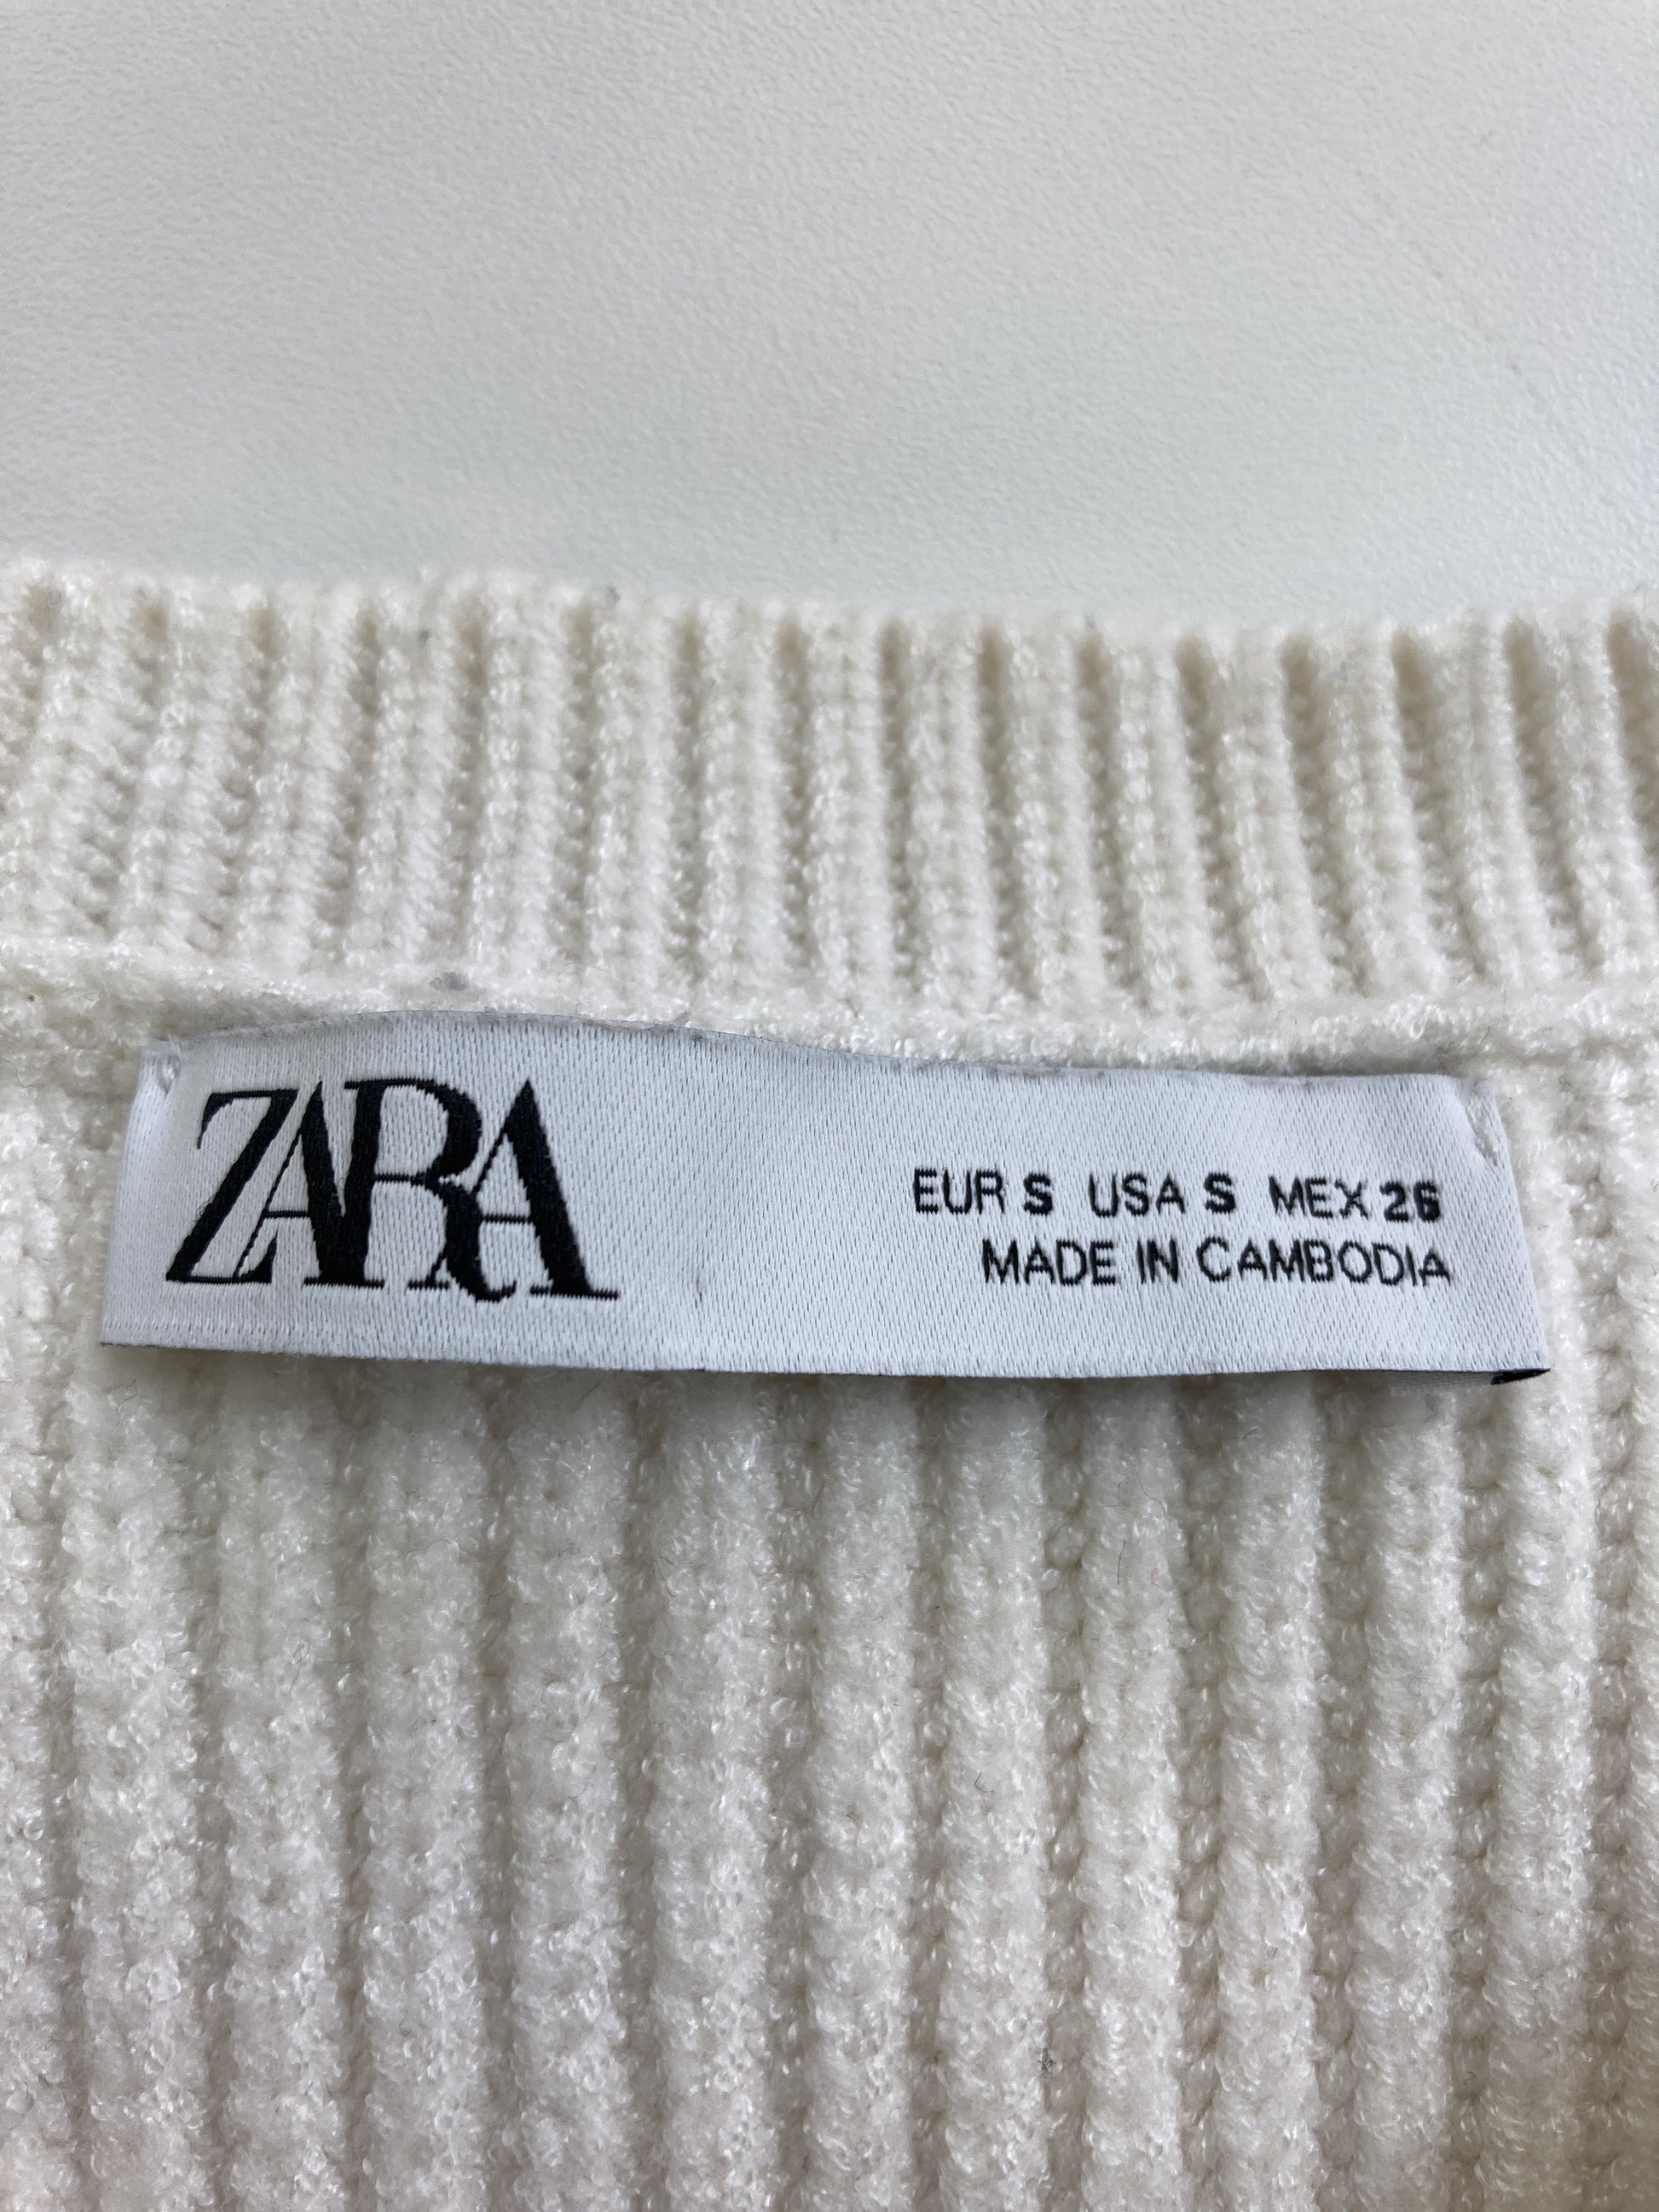 ZARA
EUR S USA S MEX 26
MADE IN CAMBODIA